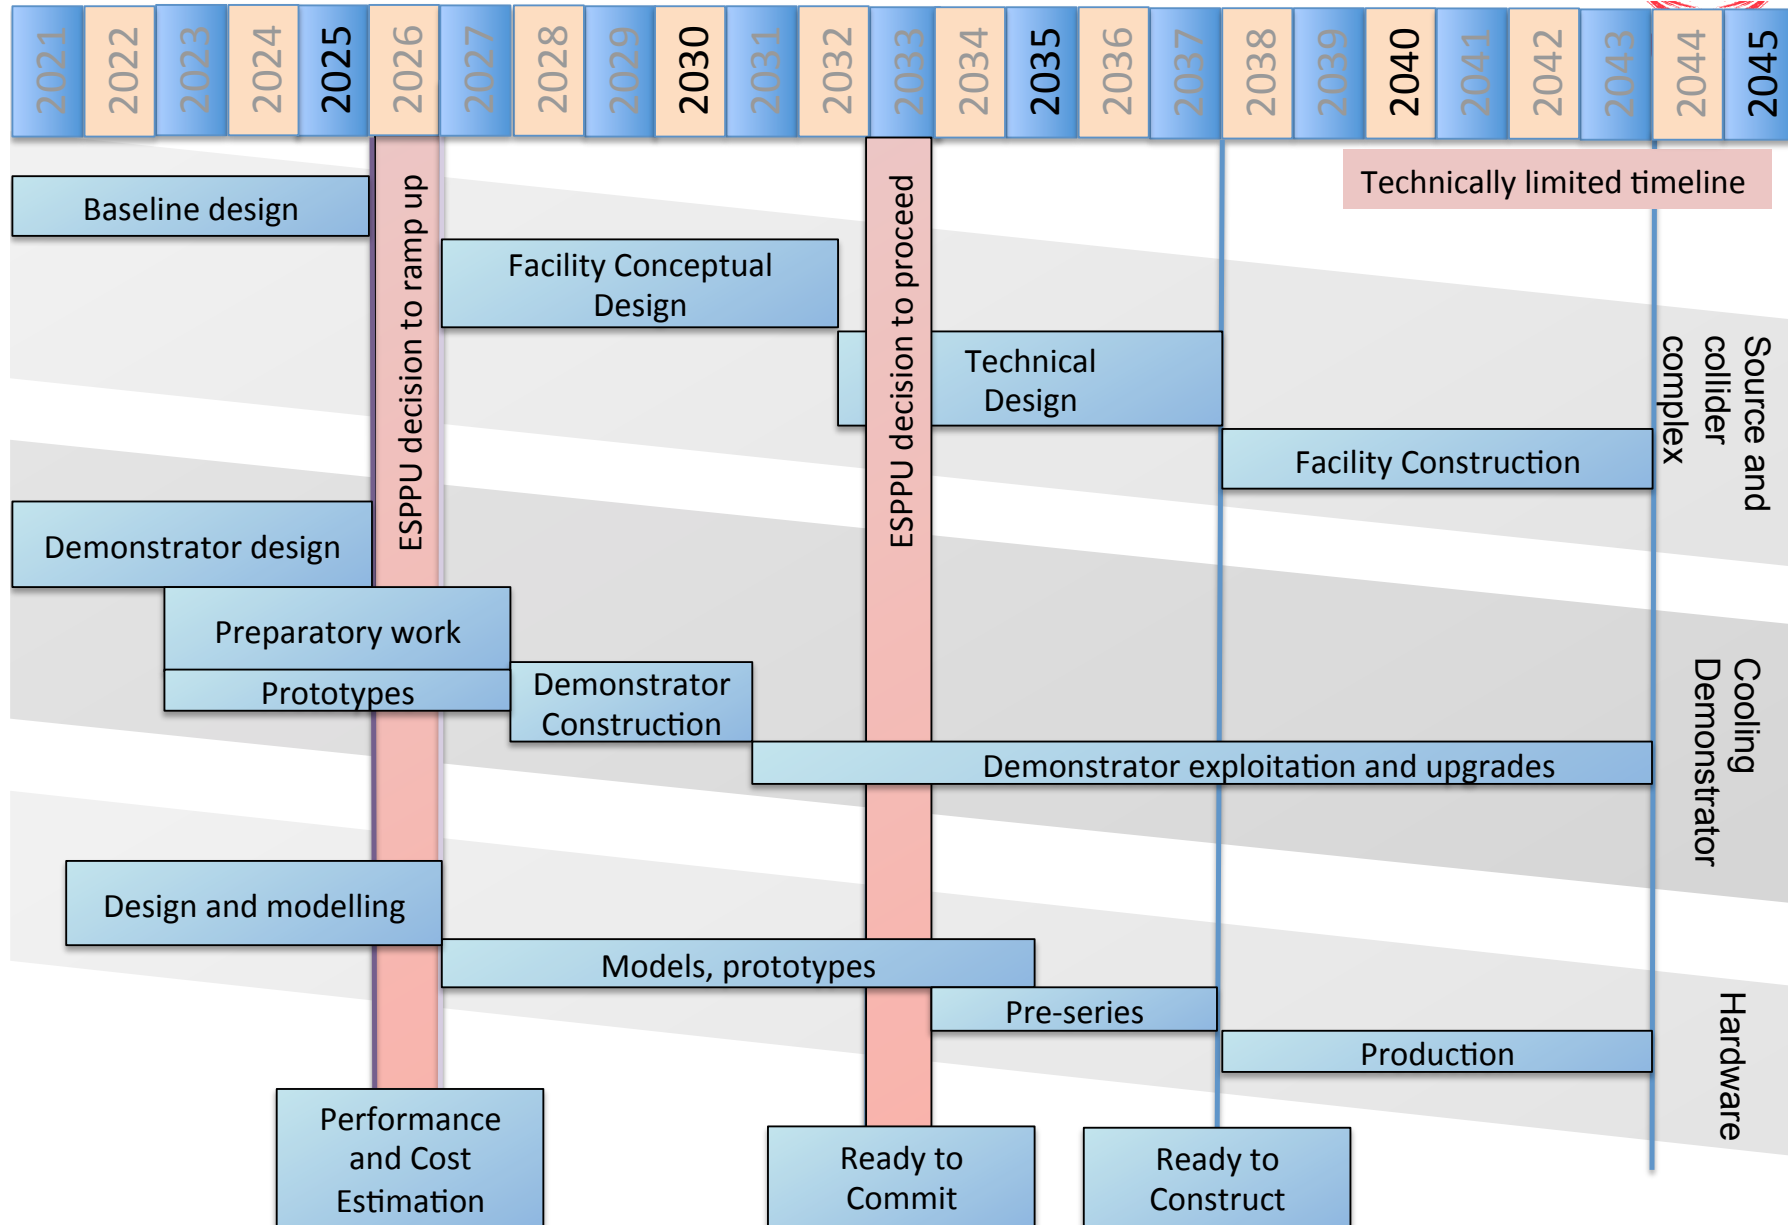 2021
2022
2023
2024
2025
2026
2027
2028
2029
2030
2031
2032
2033
2034
2035
2036
2037
2038
2039
2040
2041
2042
2043
2044
2045
Technically limited timeline
Baseline design
ESPPU decision to ramp up
Facility Conceptual
Design
ESPPU decision to proceed
Technical
Design
Facility Construction
Source and
collider
complex
Demonstrator design
Preparatory work
Prototypes
Demonstrator
Construction
Demonstrator exploitation and upgrades
Cooling
Demonstrator
Design and modelling
Models, prototypes
Pre-series
Production
Hardware
Performance
and Cost
Estimation
Ready to
Commit
Ready to
Construct